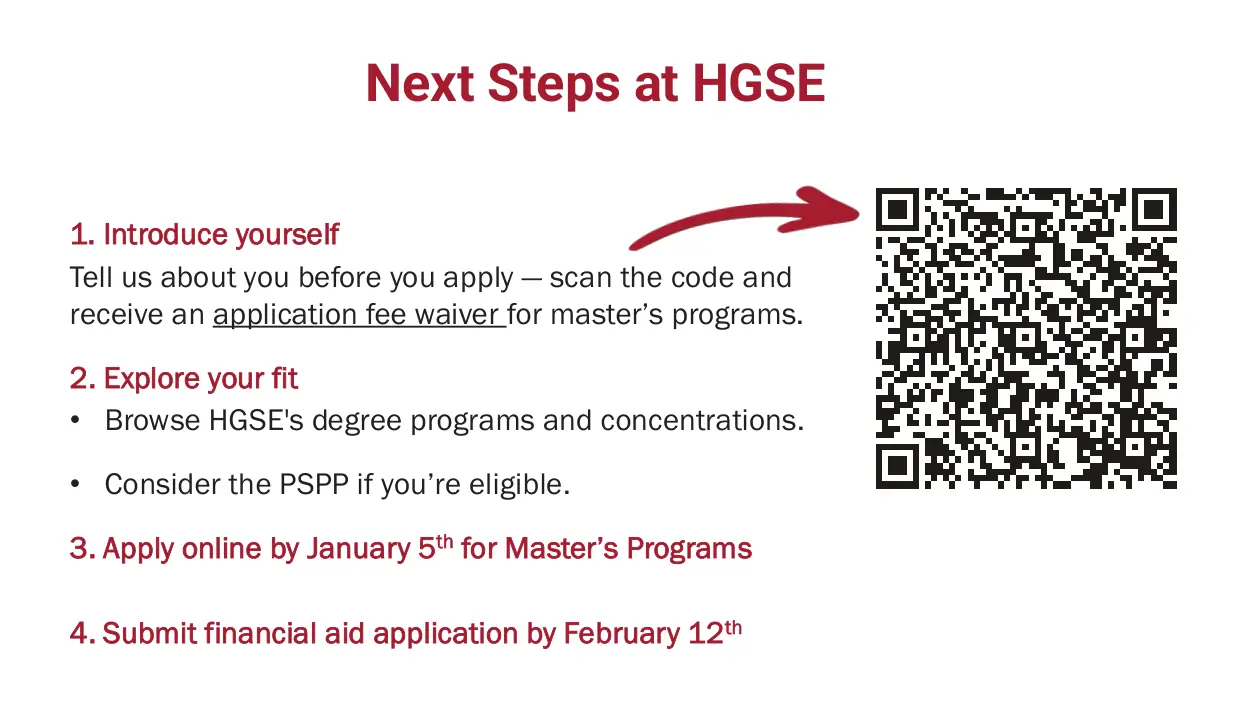 Next Steps at HGSE
1. Introduce yourself
Tell us about you before you apply — scan the code and
receive an application fee waiver for master’s programs.
2. Explore your fit
• Browse HGSE's degree programs and concentrations.
• Consider the PSPP if you’re eligible.
3. Apply online by January 5th for Master’s Programs
4. Submit financial aid application by February 12th